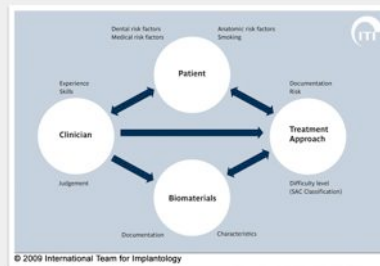 Dental risk factors
Medical risk factors
Anatomic risk factors
Smoking
ITI
Patient
Experience
Skills
Documentation
Risk
Clinician
Treatment
Approach
Judgement
Biomaterials
Difficulty level
(SAC Classification)
Documentation
Characteristics
© 2009 International Team for Implantology